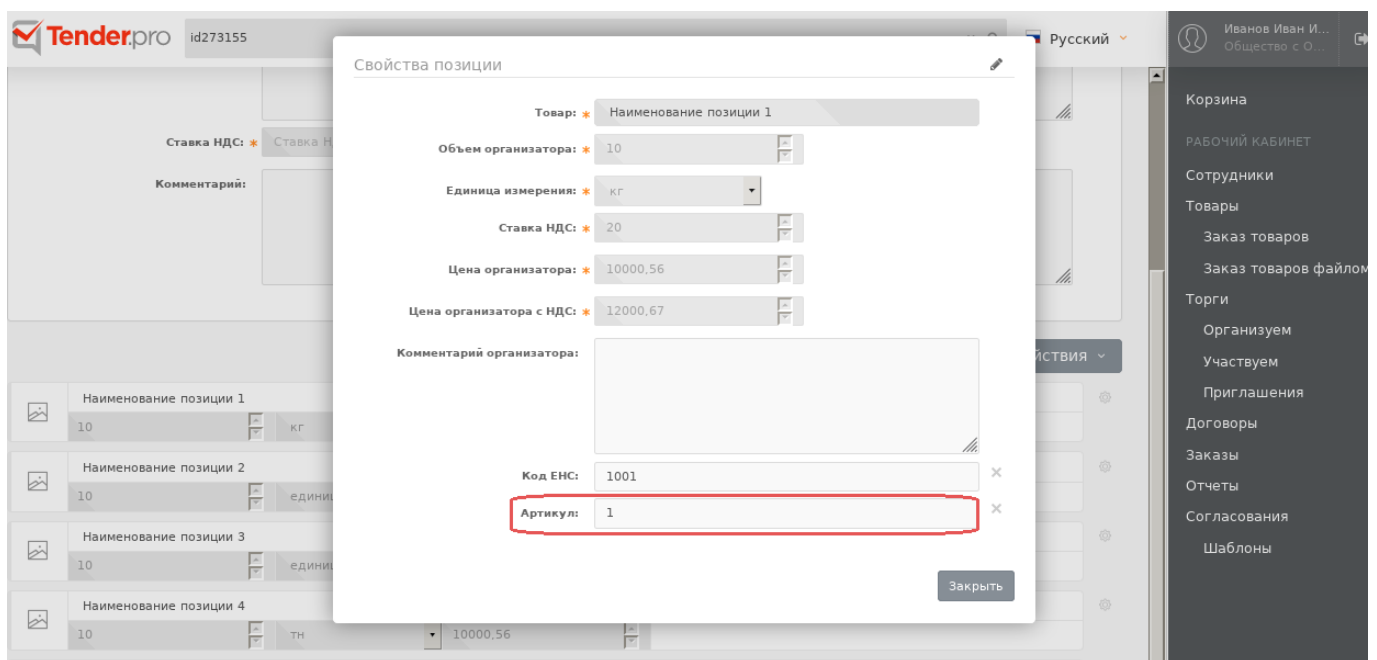 Tender.pro
id273155
Русский
Иванов Иван И...
Общество с О...
Свойства позиции
Товар: * Наименование позиции 1
Объем организатора: * 10
Единица измерения: * кг
Ставка НДС: * 20
Цена организатора: * 10000,56
Цена организатора с НДС: * 12000,67
Комментарий организатора:
Код ЕНС: 1001
Артикул: 1
Закрыть
Ставка НДС: * Ставка Н
Комментарий:
Наименование позиции 1
10 кг
Наименование позиции 2
10
Наименование позиции 3
10
Наименование позиции 4
10 тн 10000,56
Корзина
РАБОЧИЙ КАБИНЕТ
Сотрудники
Товары
Заказ товаров
Заказ товаров файлом
Торги
Организуем
Участвуем
Приглашения
Договоры
Заказы
Отчеты
Согласования
Шаблоны